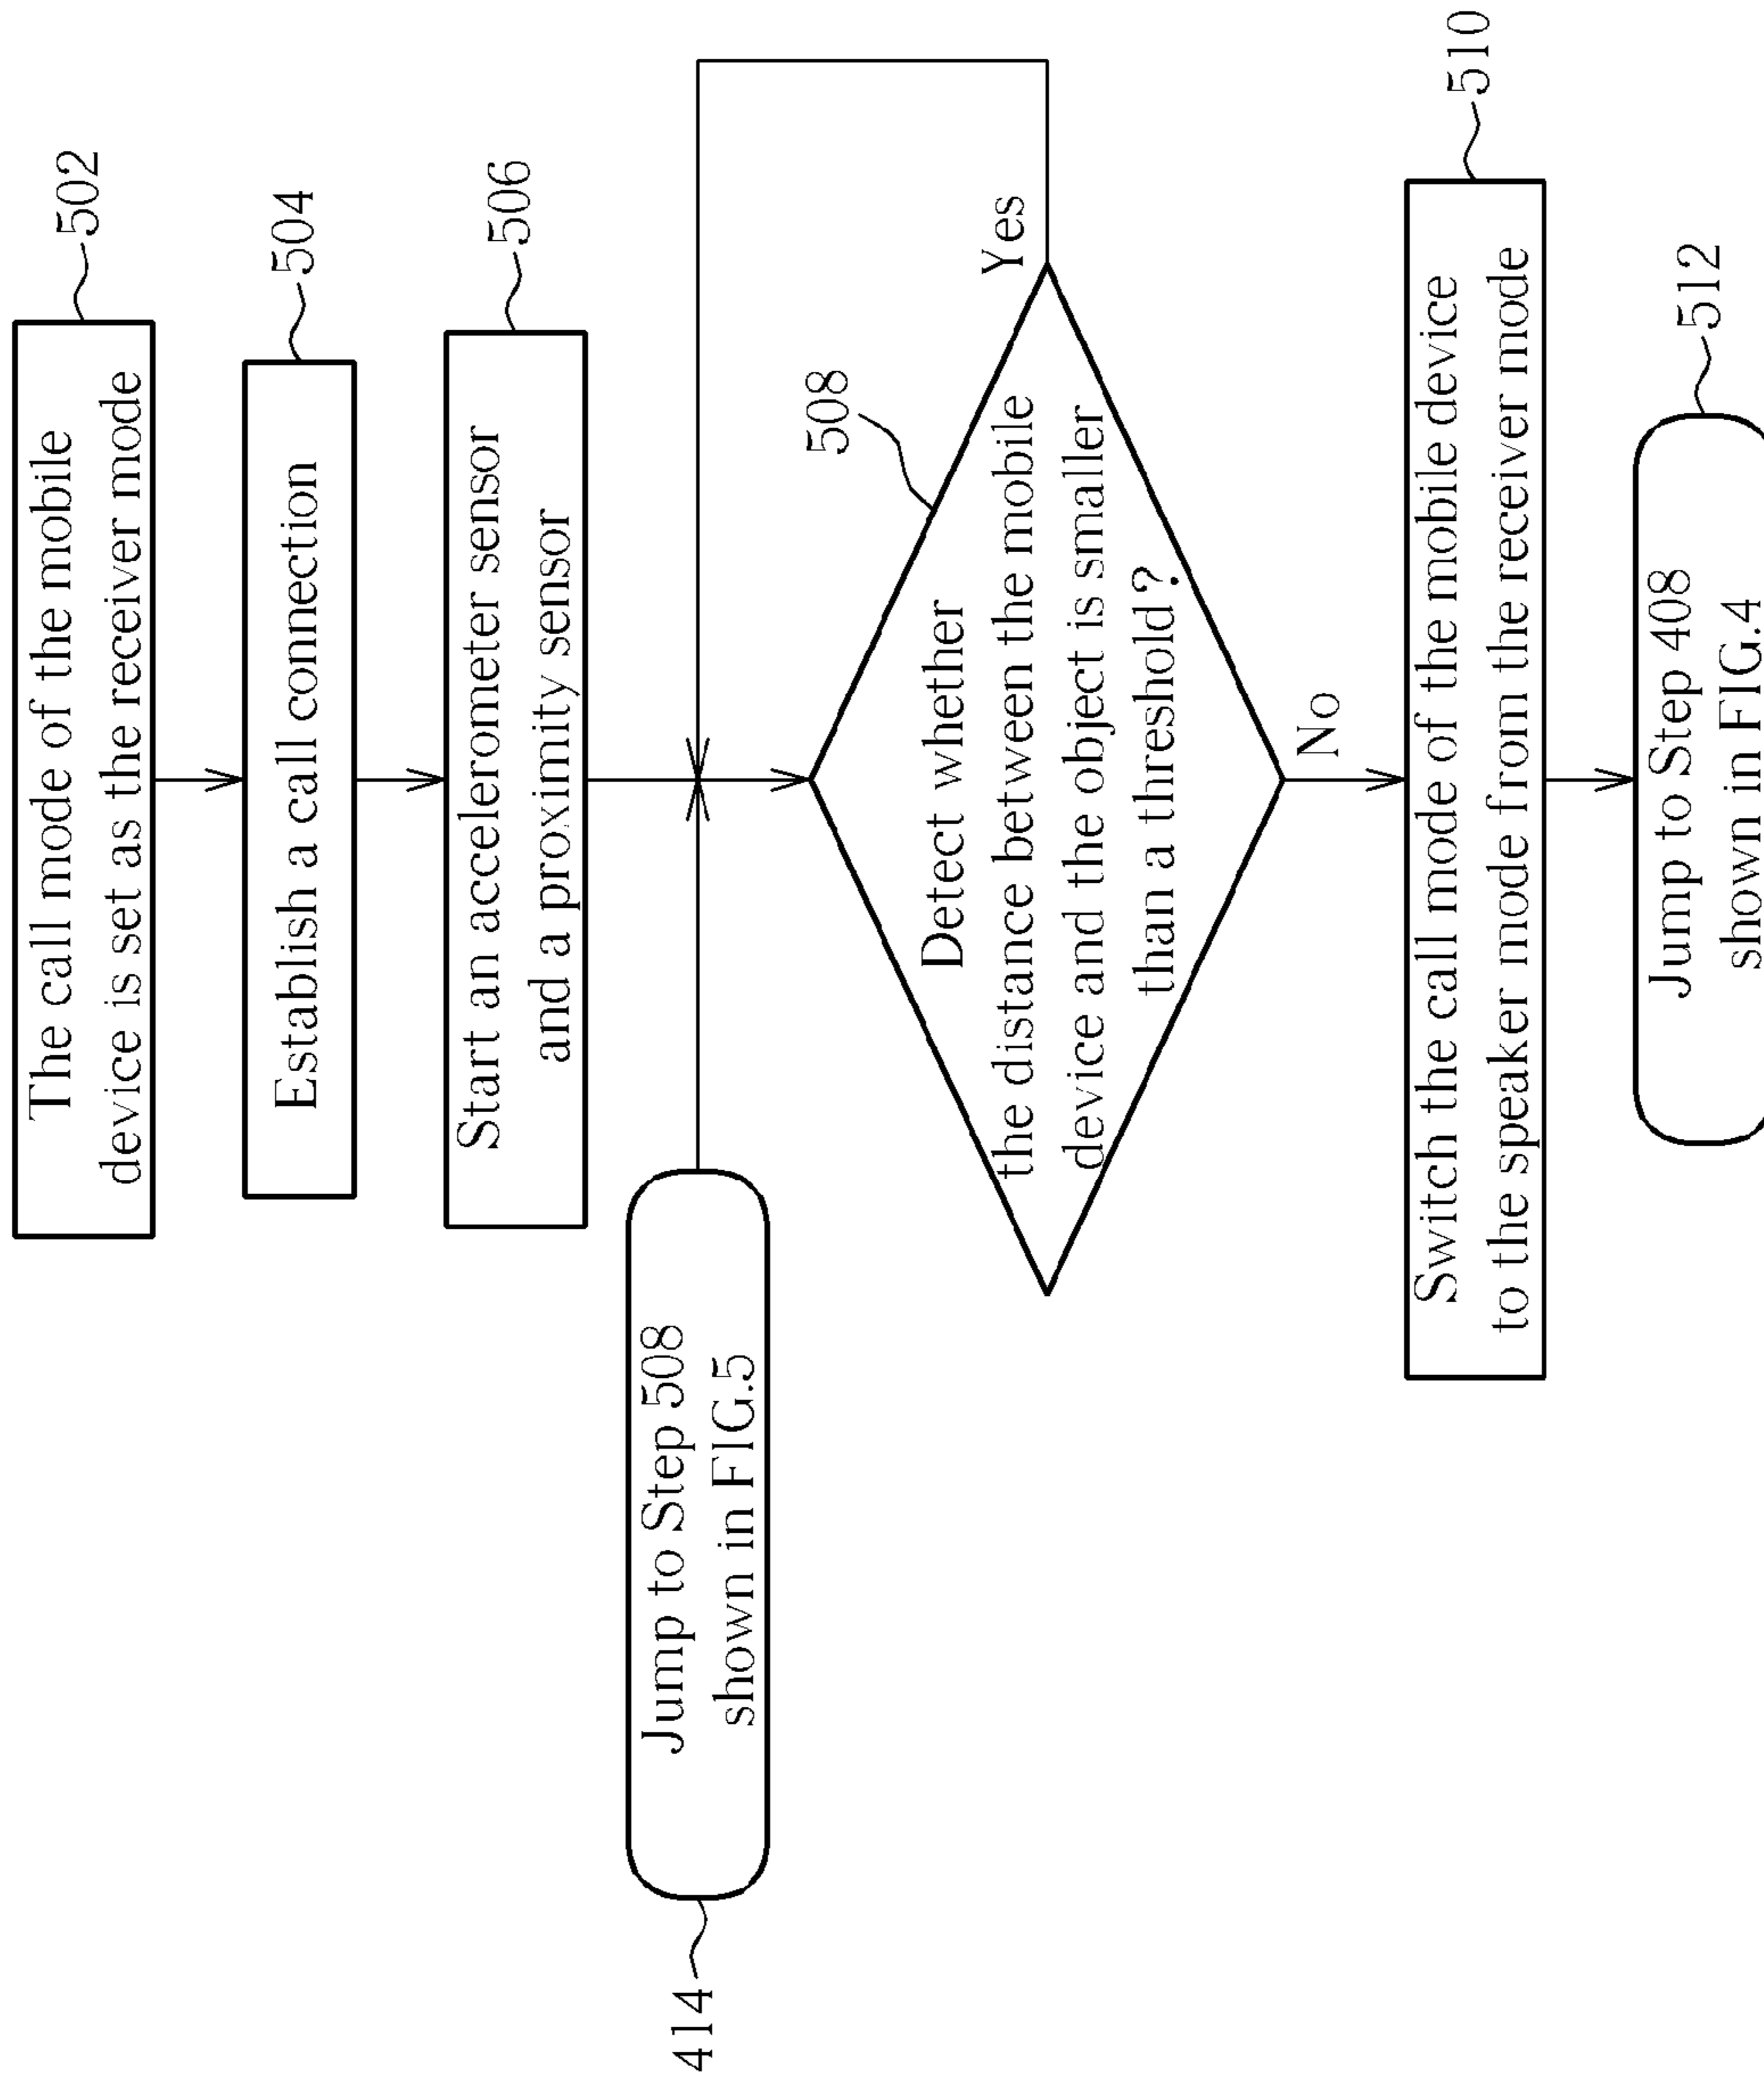 The call mode of the mobile
device is set as the receiver mode
502
Establish a call connection
504
Start an accelerometer sensor
and a proximity sensor
506
Jump to Step 508
shown in FIG.5
414
Detect whether
the distance between the mobile
device and the object is smaller
than a threshold?
508
Yes
No
Switch the call mode of the mobile device
to the speaker mode from the receiver mode
510
Jump to Step 408
shown in FIG.4
512